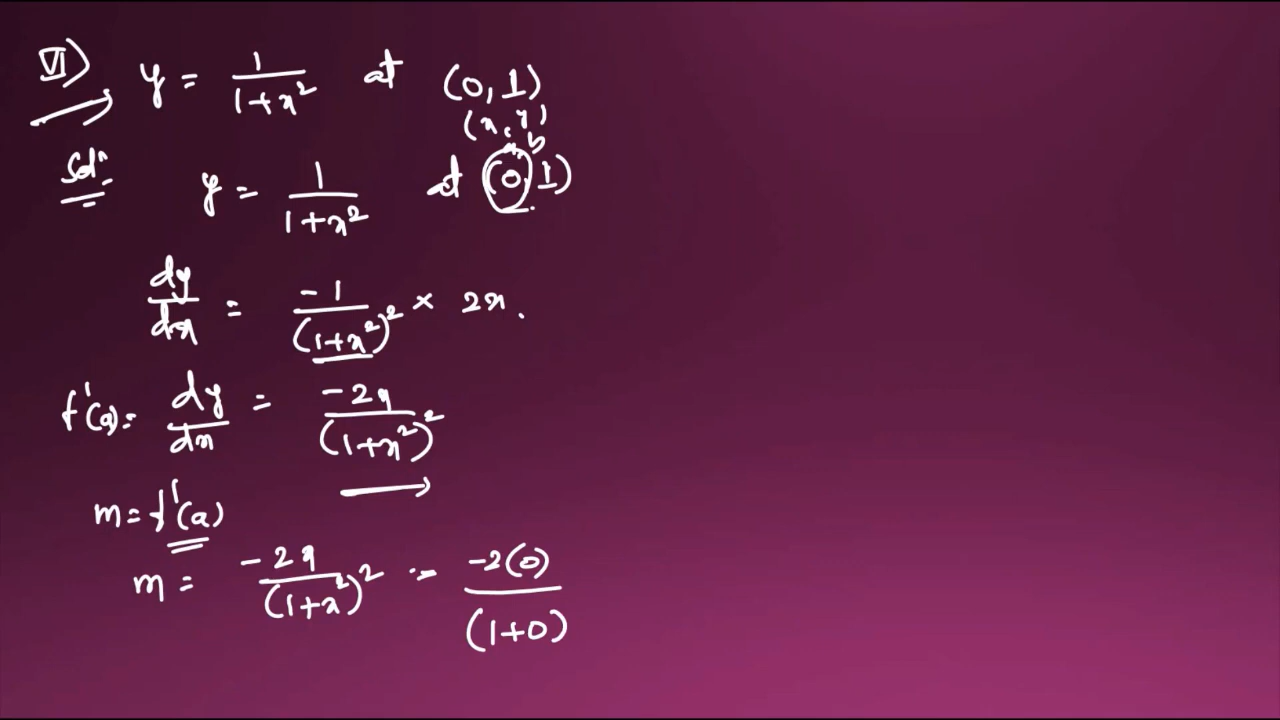 VI) y = 1/(1+x²) at (0, 1)
(x, y)
a, b
Solⁿ: y = 1/(1+x²) at (0, 1)
dy/dx = -1/(1+x²)² × 2x.
f'(a) = dy/dx = -2x/(1+x²)²
m = f'(a)
m = -2x/(1+x²)² = -2(0)/(1+0)